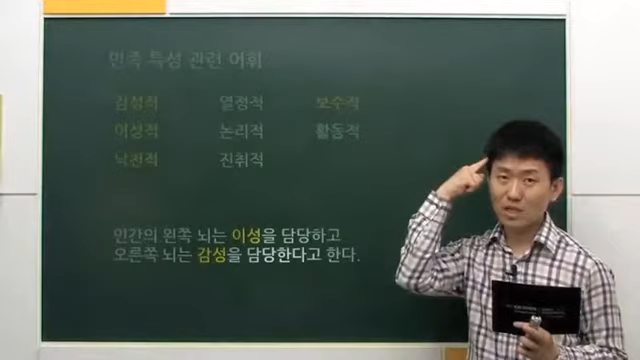 민족 특성 관련 어휘
감성적 열정적 보수적
이성적 논리적 활동적
낙천적 진취적
인간의 왼쪽 뇌는 이성을 담당하고
오른쪽 뇌는 감성을 담당한다고 한다.